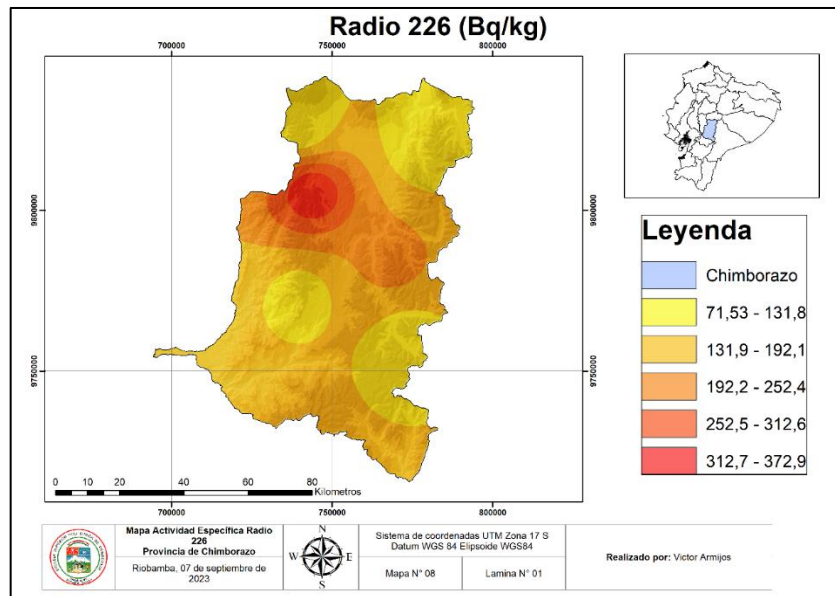 Radio 226 (Bq/kg)
700000
750000
800000
9800000
9800000
9750000
9750000
Leyenda
Chimborazo
71,53 - 131,8
131,9 - 192,1
192,2 - 252,4
252,5 - 312,6
312,7 - 372,9
0 10 20 40 60 80
Kilometros
700000
750000
800000
Mapa Actividad Específica Radio
226
Provincia de Chimborazo
Riobamba, 07 de septiembre de
2023
N
W E
S
Sistema de coordenadas UTM Zona 17 S
Datum WGS 84 Elipsoide WGS84
Mapa N° 08
Lamina N° 01
Realizado por: Victor Armijos